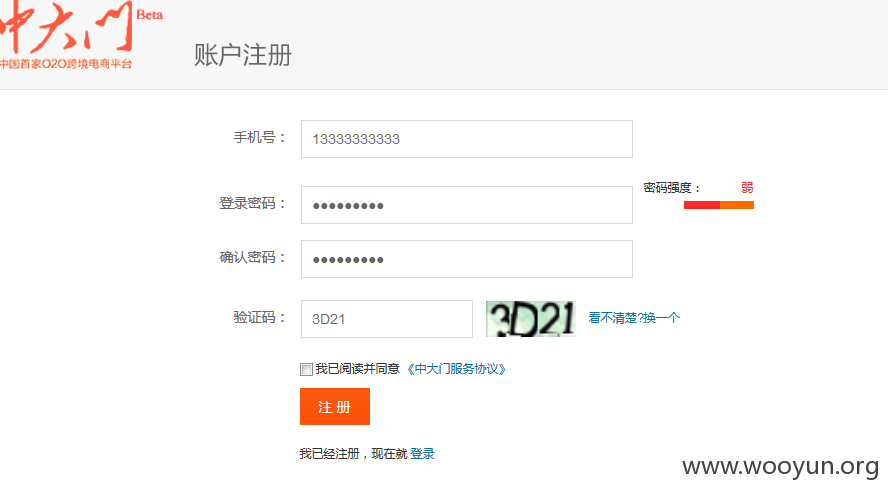 中大门 Beta
中国首家O2O跨境电商平台
账户注册
手机号： 13333333333
密码强度： 弱
登录密码： ●●●●●●●●●
确认密码： ●●●●●●●●●
验证码： 3D21 3D21 看不清楚?换一个
我已阅读并同意 《中大门服务协议》
注 册
我已经注册，现在就 登录
www.wooyun.org